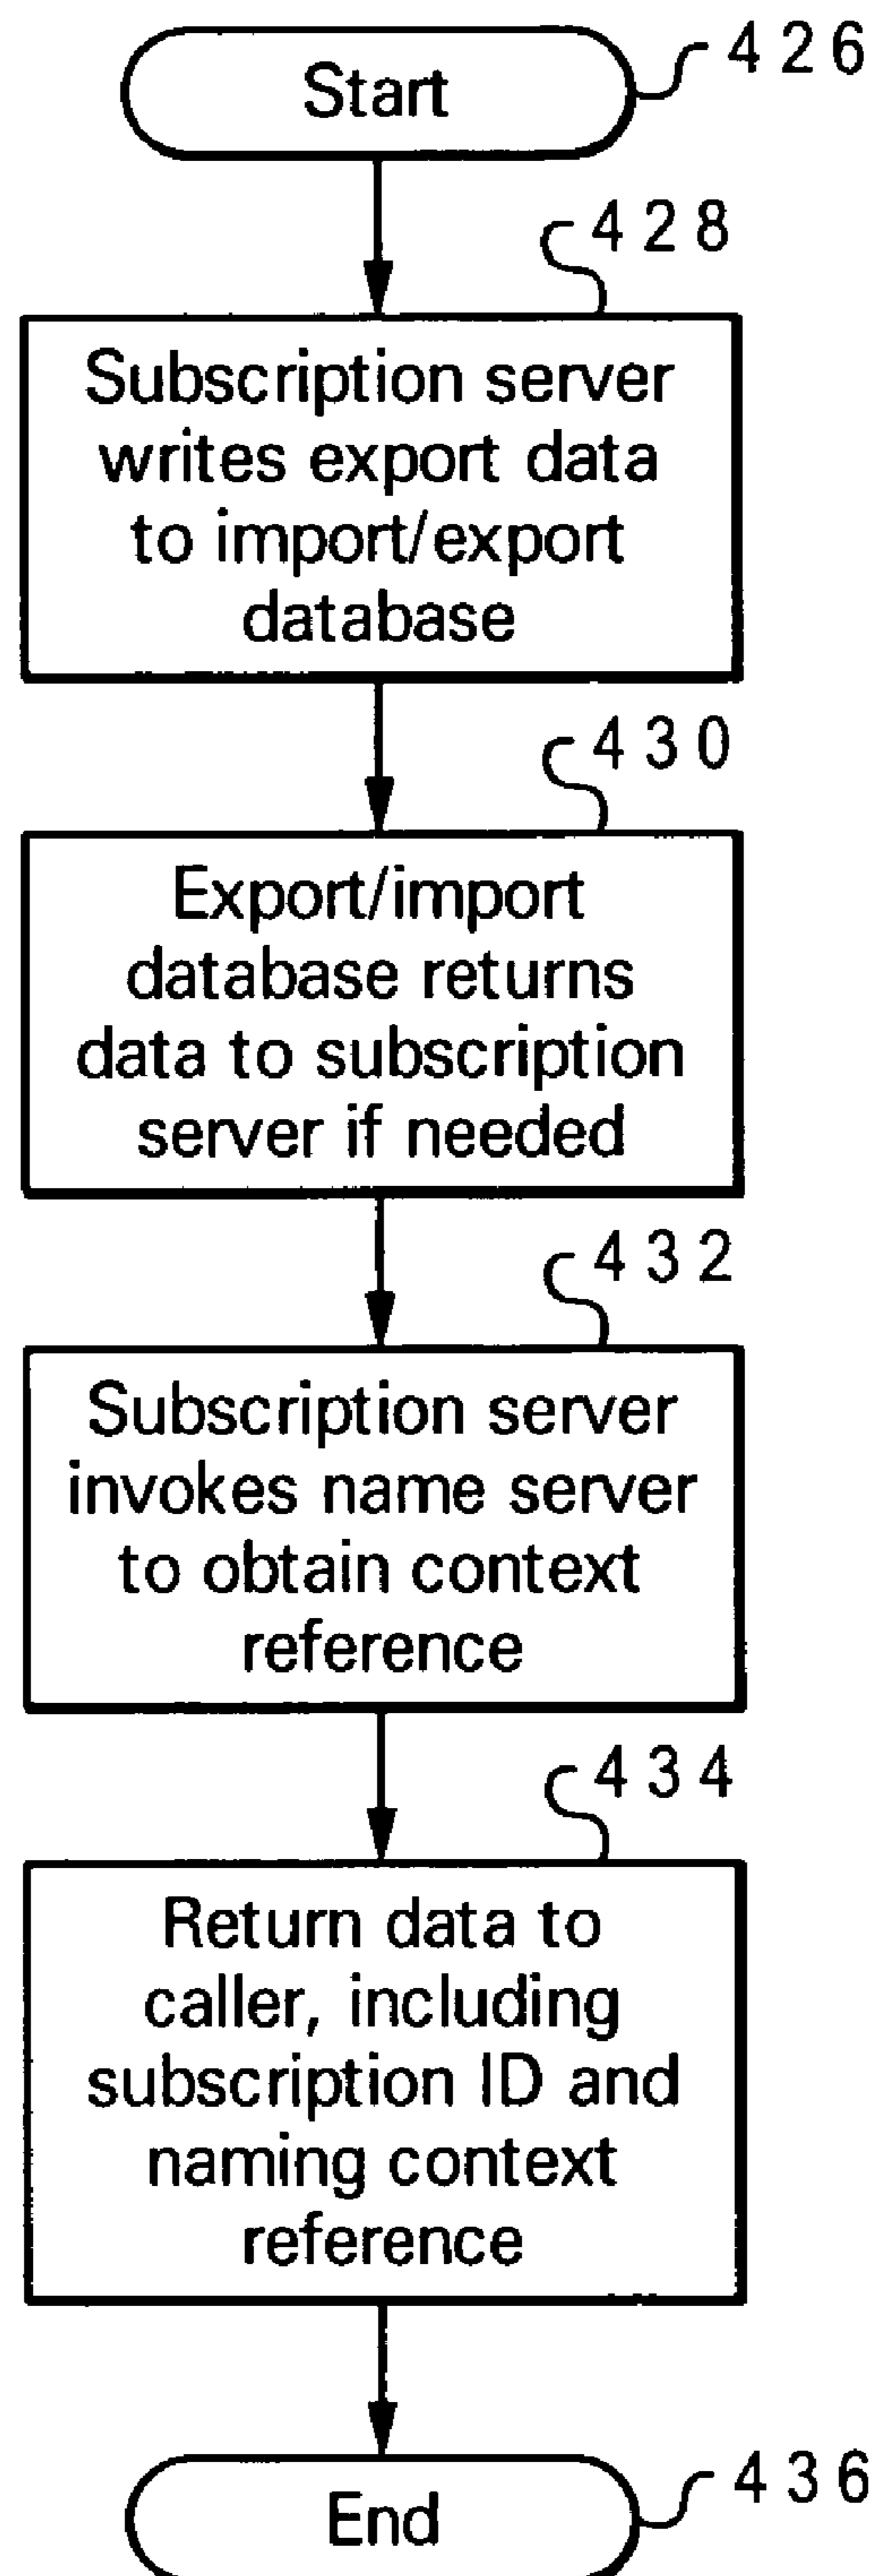 Start
426
428
Subscription server
writes export data
to import/export
database
430
Export/import
database returns
data to subscription
server if needed
432
Subscription server
invokes name server
to obtain context
reference
434
Return data to
caller, including
subscription ID and
naming context
reference
End
436